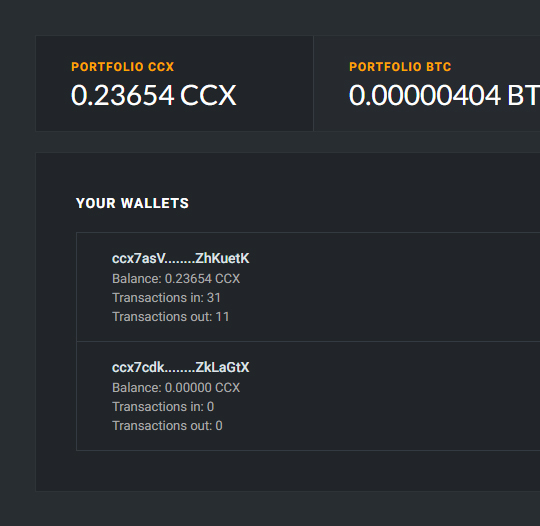 PORTFOLIO CCX
0.23654 CCX
PORTFOLIO BTC
0.00000404 BT
YOUR WALLETS
ccx7asV........ZhKuetK
Balance: 0.23654 CCX
Transactions in: 31
Transactions out: 11
ccx7cdk........ZkLaGtX
Balance: 0.00000 CCX
Transactions in: 0
Transactions out: 0